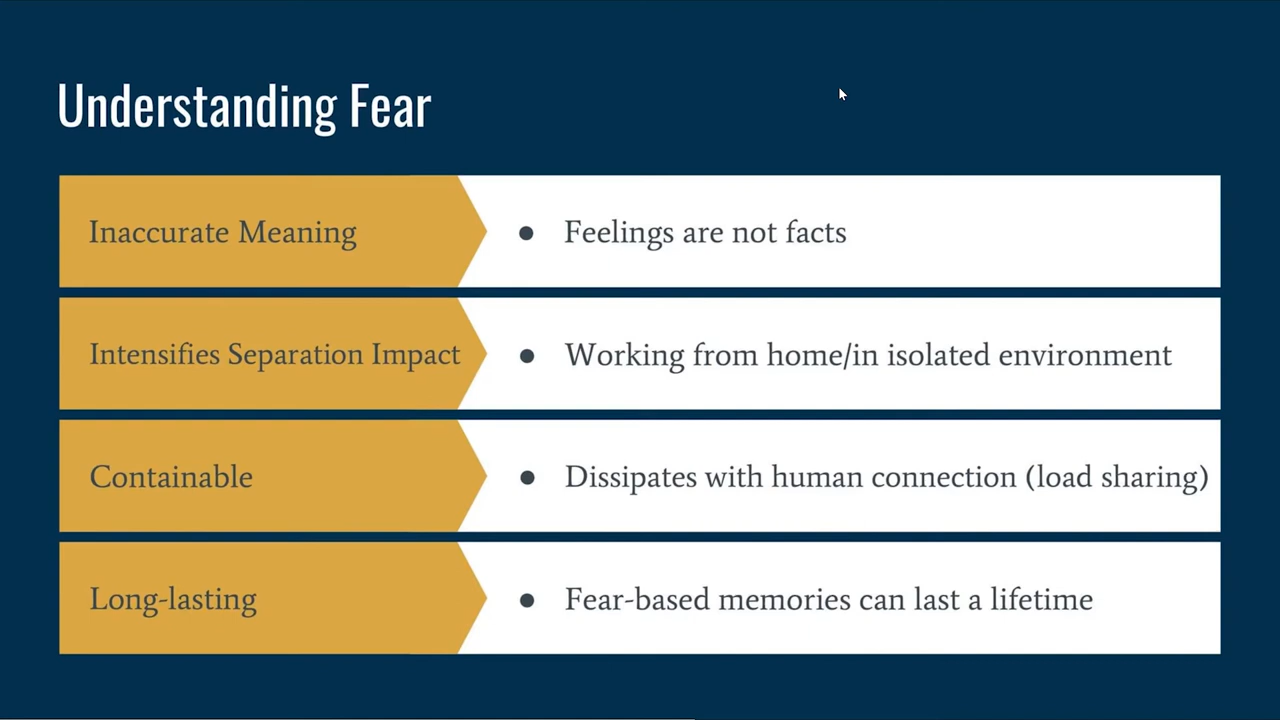 Understanding Fear
Inaccurate Meaning
● Feelings are not facts
Intensifies Separation Impact
● Working from home/in isolated environment
Containable
● Dissipates with human connection (load sharing)
Long-lasting
● Fear-based memories can last a lifetime